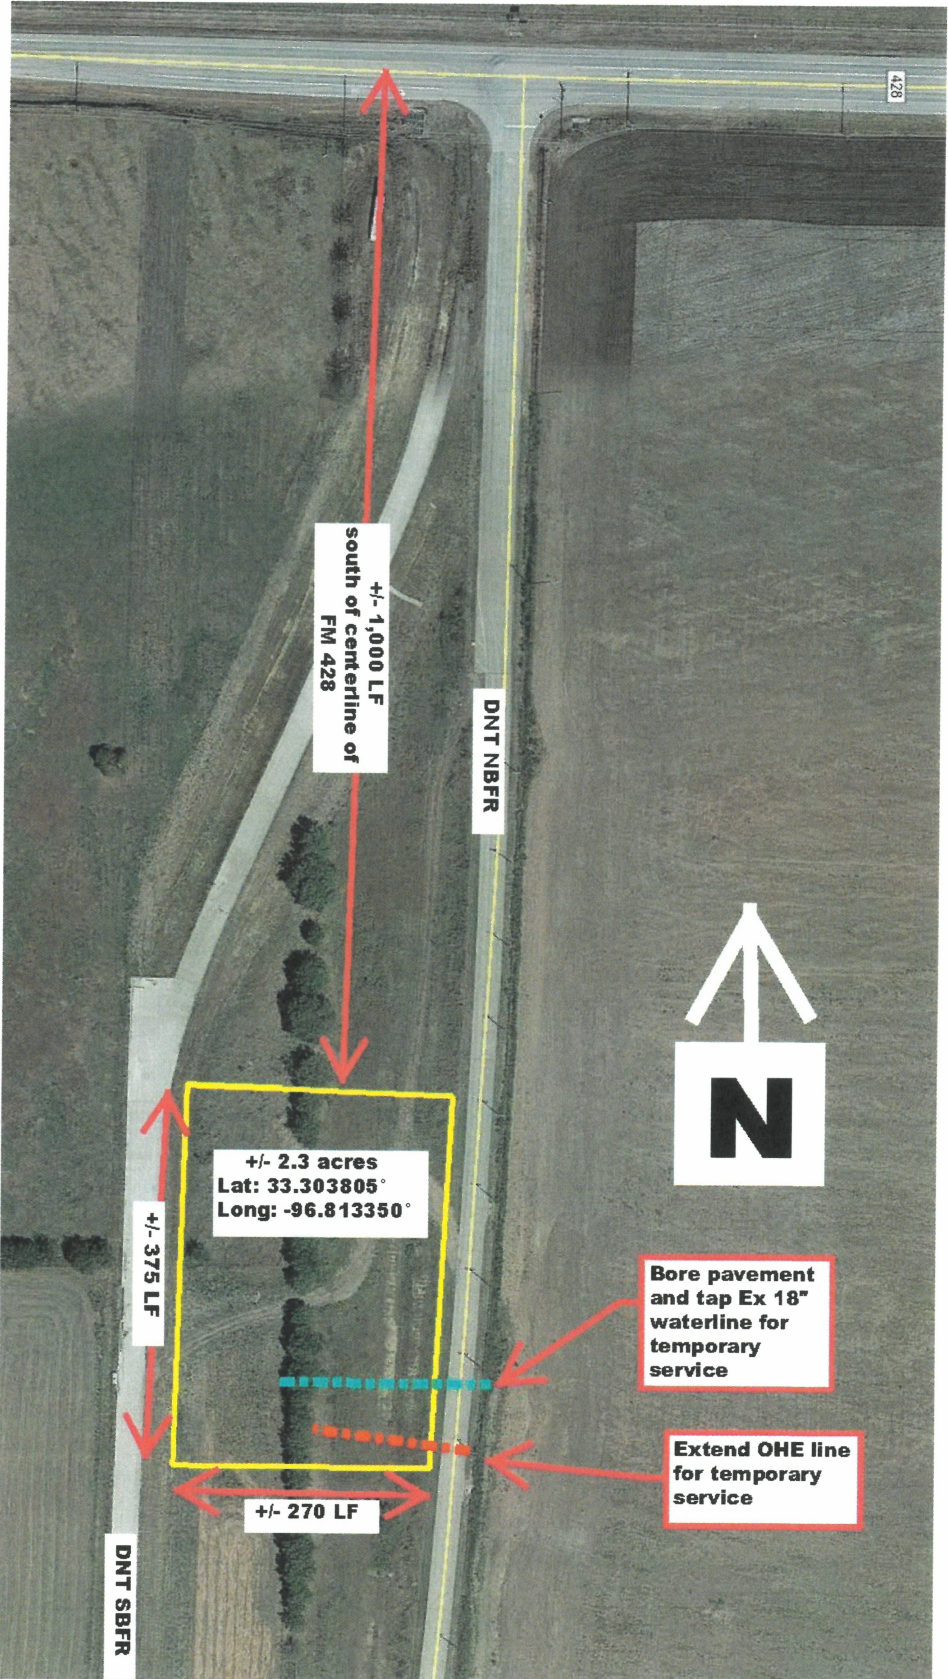 428
+/- 1,000 LF
south of centerline of
FM 428
DNT NBFR
N
+/- 2.3 acres
Lat: 33.303805°
Long: -96.813350°
+/- 375 LF
Bore pavement
and tap Ex 18"
waterline for
temporary
service
Extend OHE line
for temporary
service
+/- 270 LF
DNT SBFR